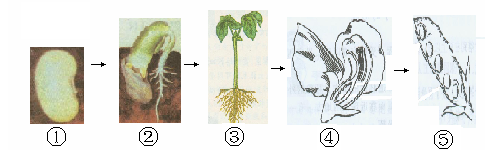 ① ② ③ ④ ⑤